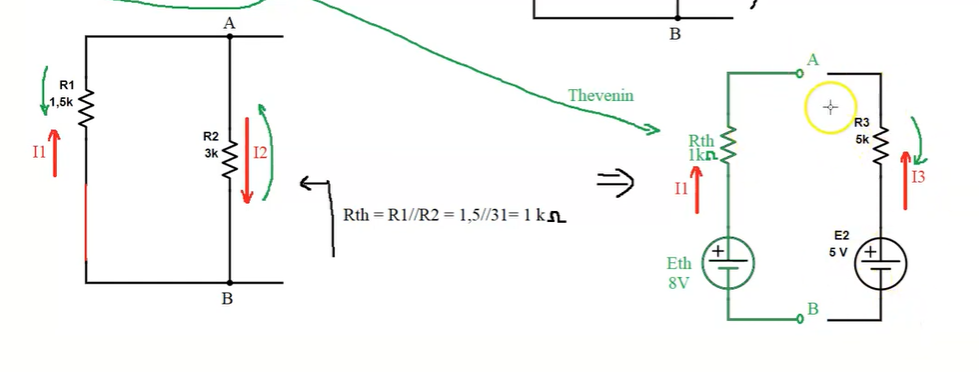 A
R1
1,5k
I1
R2
3k
I2
B
Rth = R1//R2 = 1,5//31= 1 kΩ
⇒
B
Thevenin
A
Rth
1kΩ
I1
Eth
8V
+
B
R3
5k
I3
E2
5 V
+